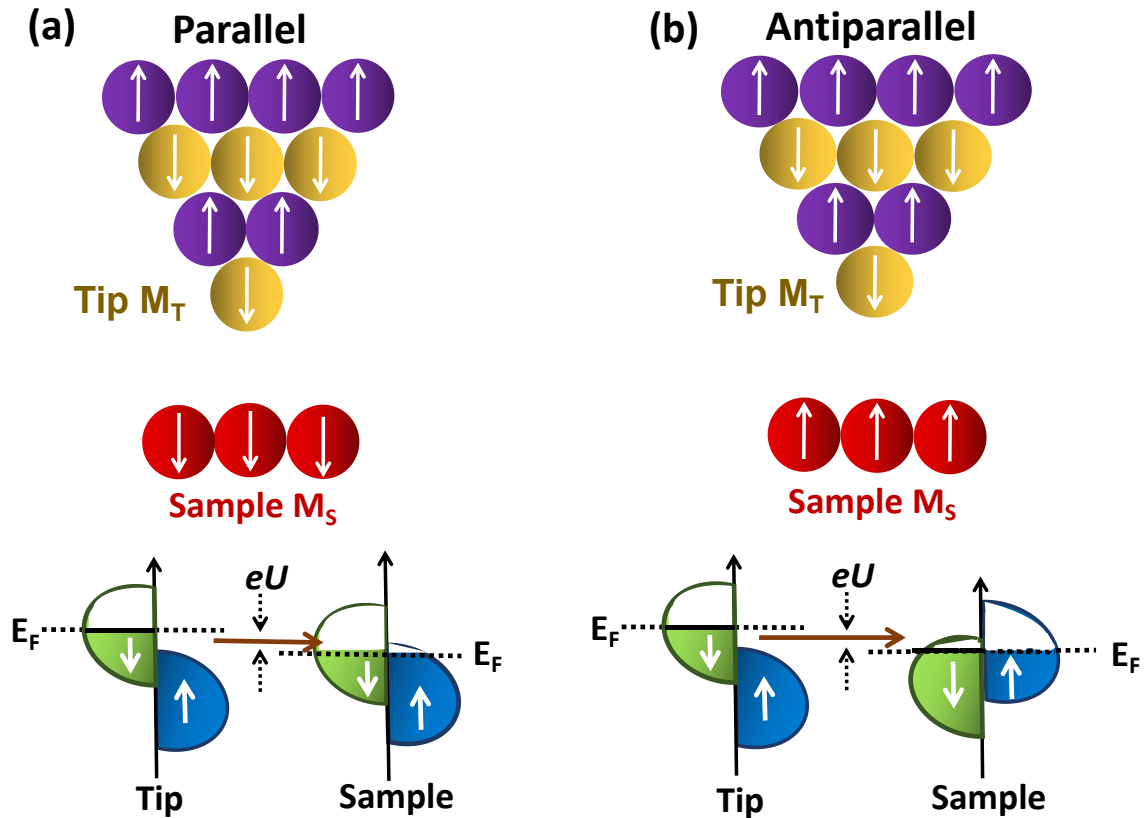 (a)
Parallel
Tip M_T
Sample M_S
eU
E_F
E_F
Tip
Sample
(b)
Antiparallel
Tip M_T
Sample M_S
eU
E_F
E_F
Tip
Sample